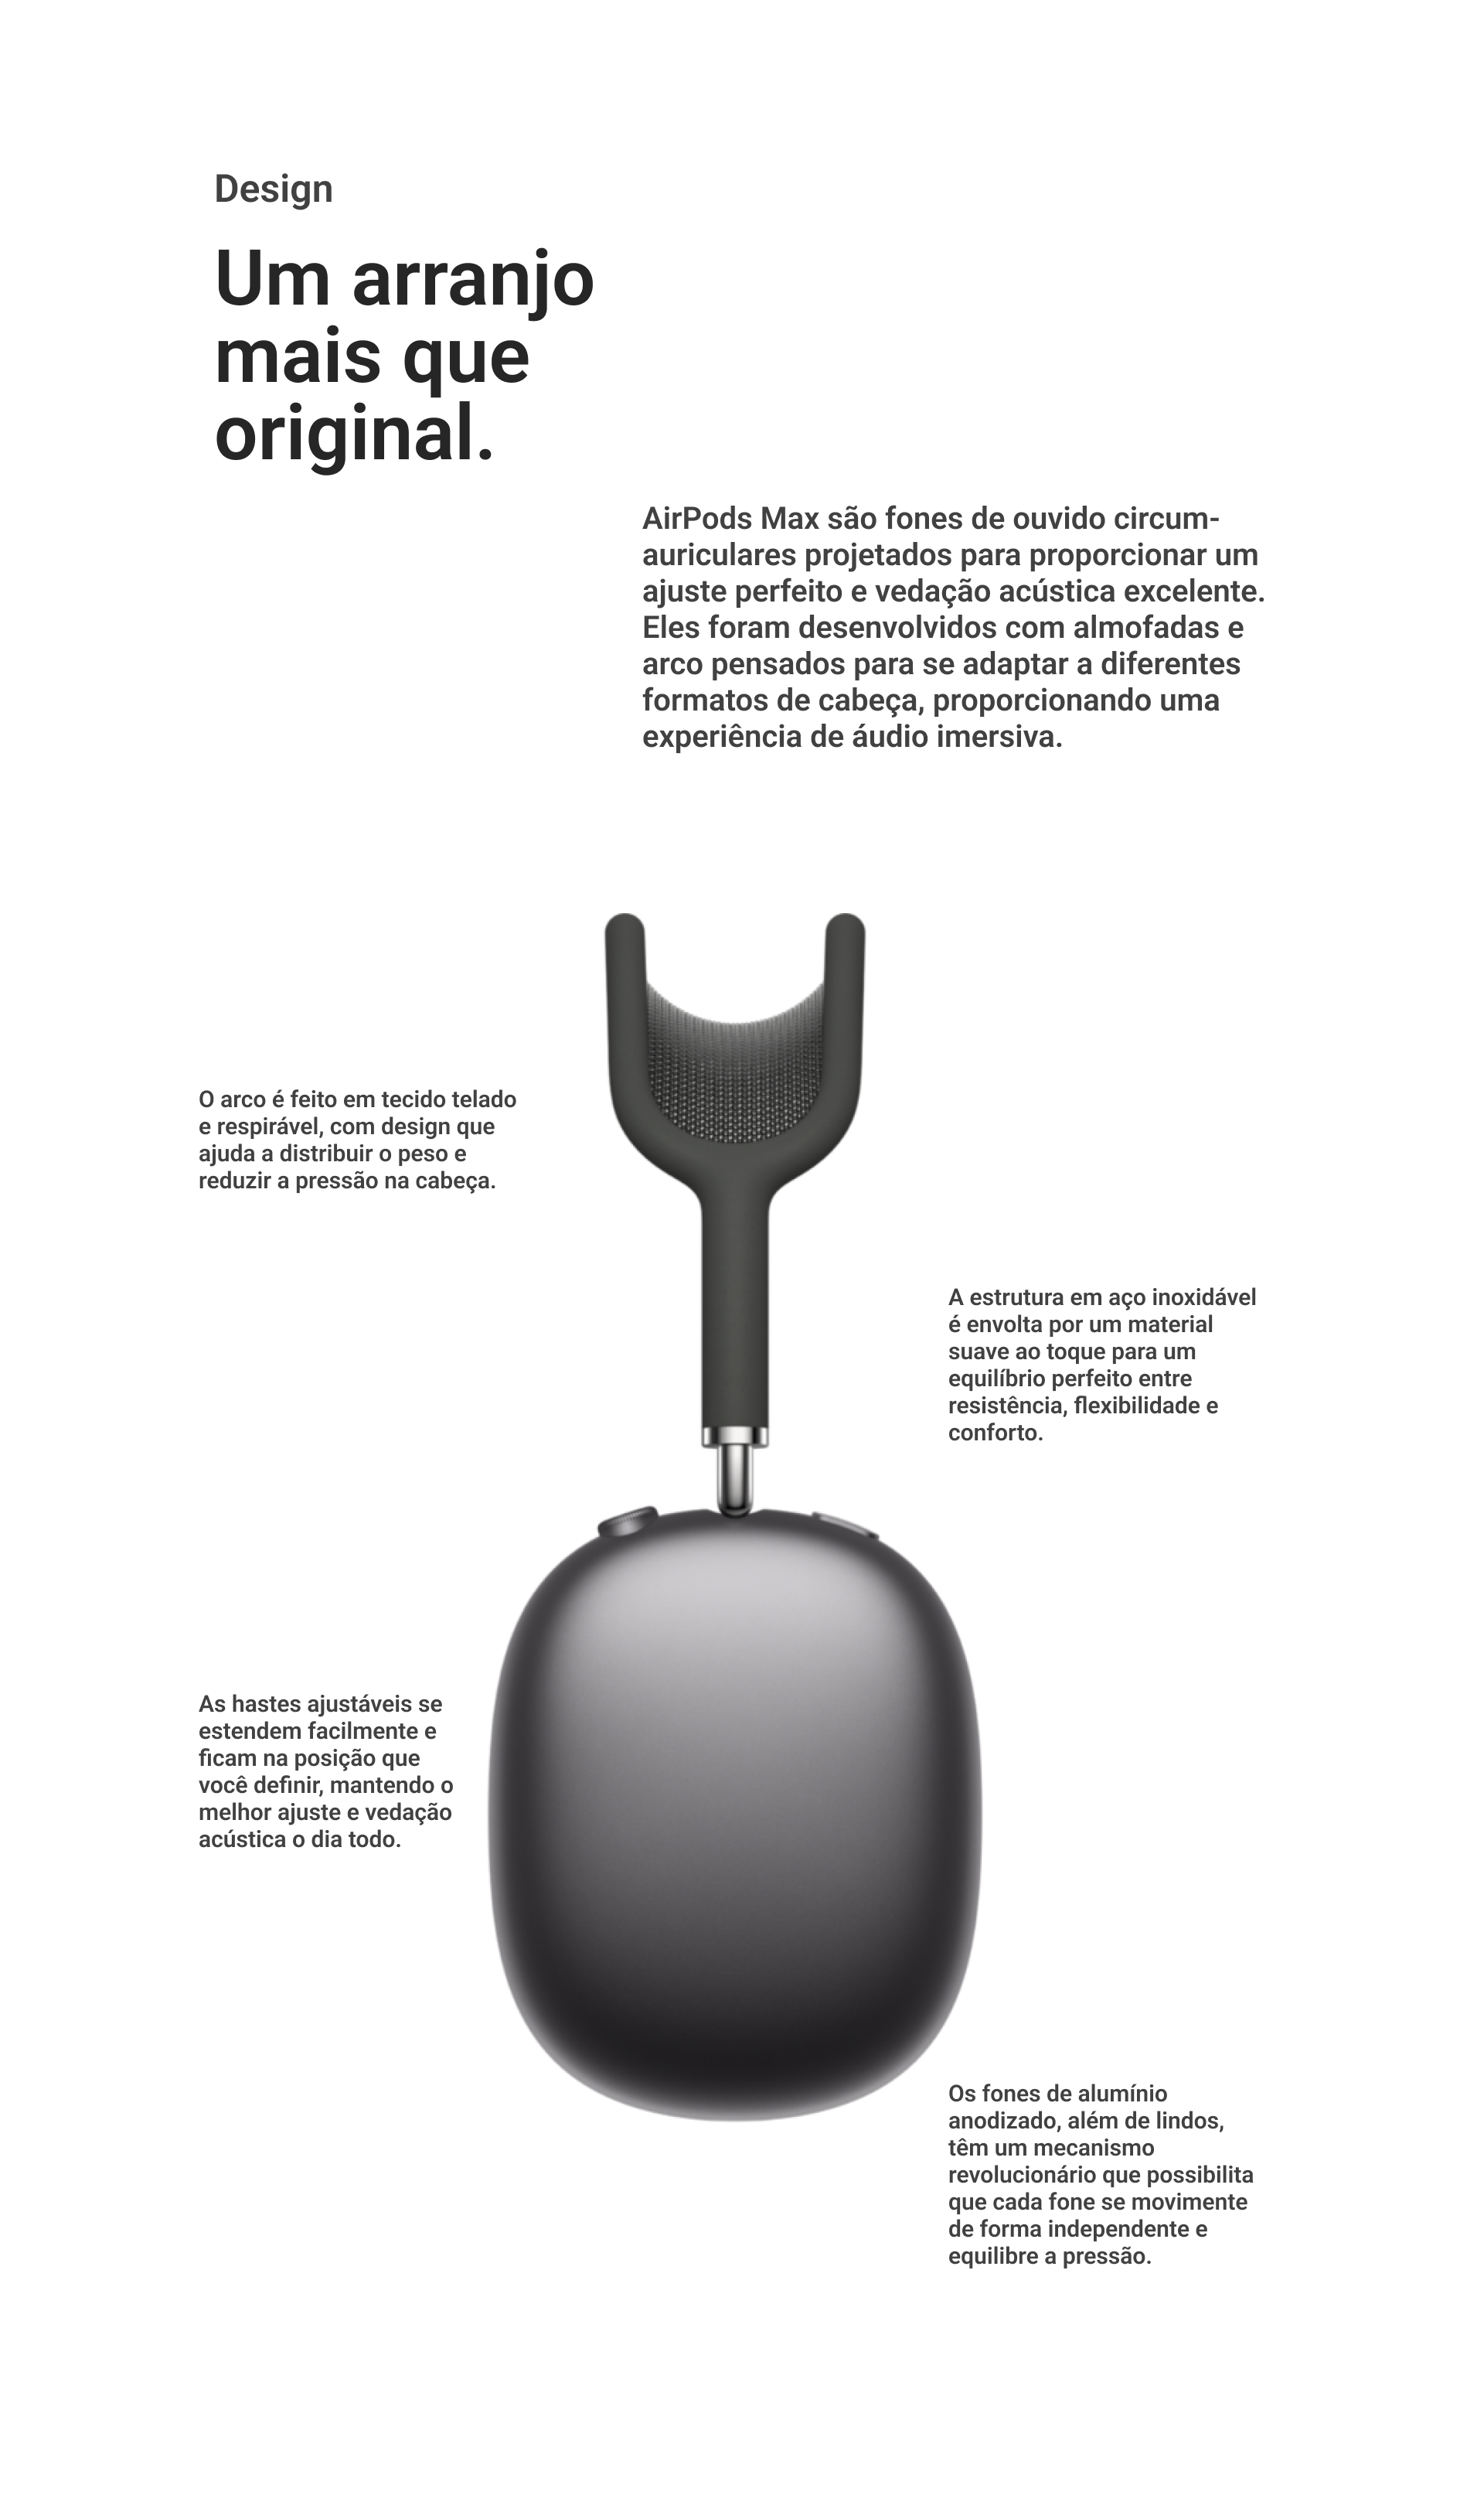 Design
Um arranjo
mais que
original.
AirPods Max são fones de ouvido circum-
auriculares projetados para proporcionar um
ajuste perfeito e vedação acústica excelente.
Eles foram desenvolvidos com almofadas e
arco pensados para se adaptar a diferentes
formatos de cabeça, proporcionando uma
experiência de áudio imersiva.
O arco é feito em tecido telado
e respirável, com design que
ajuda a distribuir o peso e
reduzir a pressão na cabeça.
A estrutura em aço inoxidável
é envolta por um material
suave ao toque para um
equilíbrio perfeito entre
resistência, flexibilidade e
conforto.
As hastes ajustáveis se
estendem facilmente e
ficam na posição que
você definir, mantendo o
melhor ajuste e vedação
acústica o dia todo.
Os fones de alumínio
anodizado, além de lindos,
têm um mecanismo
revolucionário que possibilita
que cada fone se movimente
de forma independente e
equilibre a pressão.